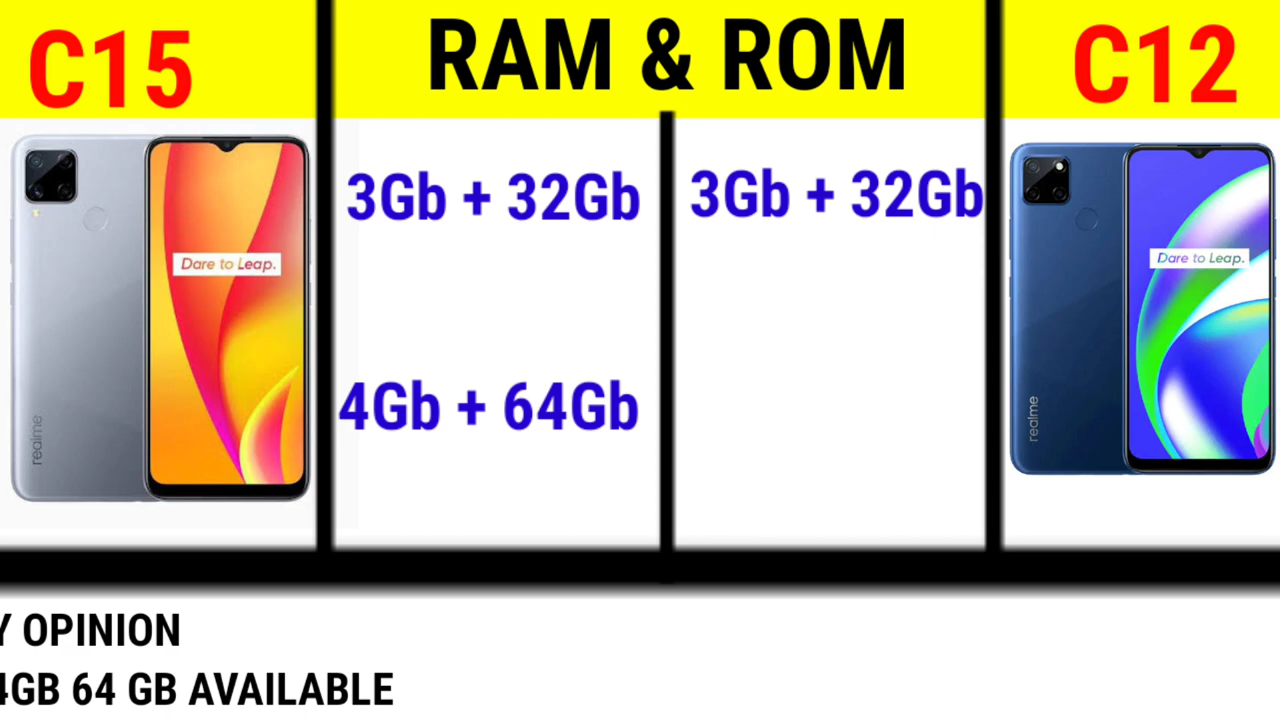 C15
RAM & ROM
C12
3Gb + 32Gb
3Gb + 32Gb
4Gb + 64Gb
Dare to Leap.
realme
Dare to Leap.
realme
Y OPINION
4GB 64 GB AVAILABLE